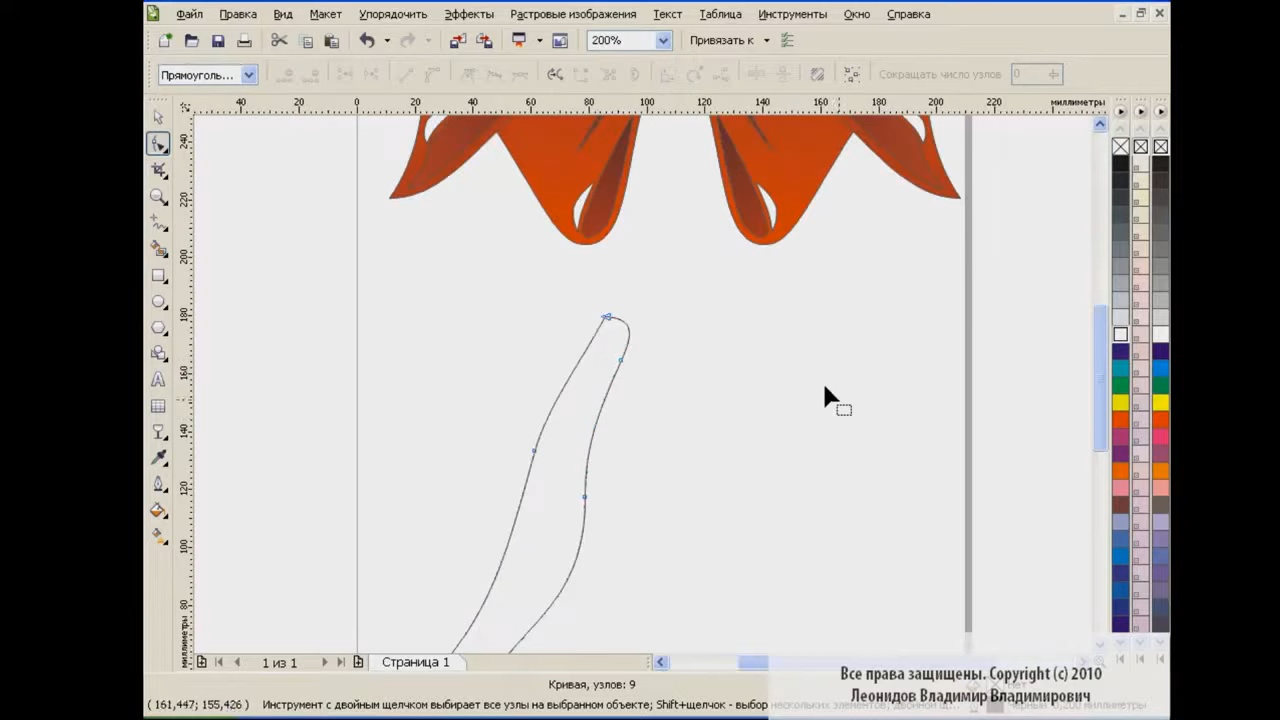 Файл Правка Вид Макет Упорядочить Эффекты Растровые изображения Текст Таблица Инструменты Окно Справка
200% Привязать к
Прямоуголь... Сокращать число узлов 0
40 20 0 20 40 60 80 100 120 140 160 180 200 220 миллиметры
240
220
200
180
160
140
120
100
80
миллиметры
1 из 1 Страница 1
Кривая, узлов: 9
Все права защищены. Copyright (c) 2010
Леонидов Владимир Владимирович
( 161,447; 155,426 ) Инструмент с двойным щелчком выбирает все узлы на выбранном объекте; Shift+щелчок - выбор нескольких элементов; двойной щ...